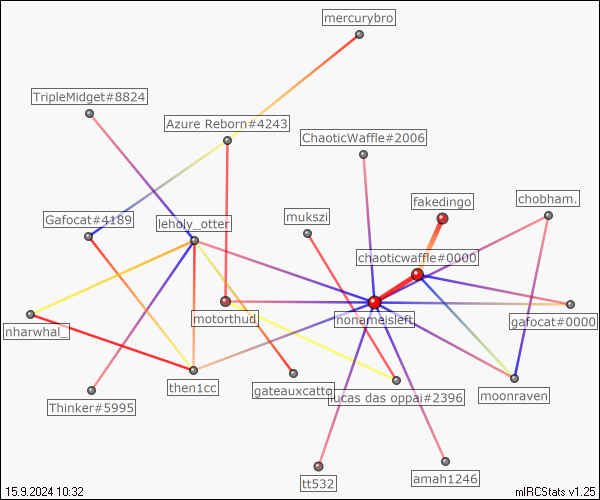 mercurybro
TripleMidget#8824
Azure Reborn#4243
ChaoticWaffle#2006
fakedingo
chobham.
Gafocat#4189
leholy_otter
mukszi
chaoticwaffle#0000
motorthud
nonameisleft
gafocat#0000
nharwhal_
then1cc
gateauxcatto
lucas das oppai#2396
moonraven
Thinker#5995
tt532
amah1246
15.9.2024 10:32
mIRCStats v1.25